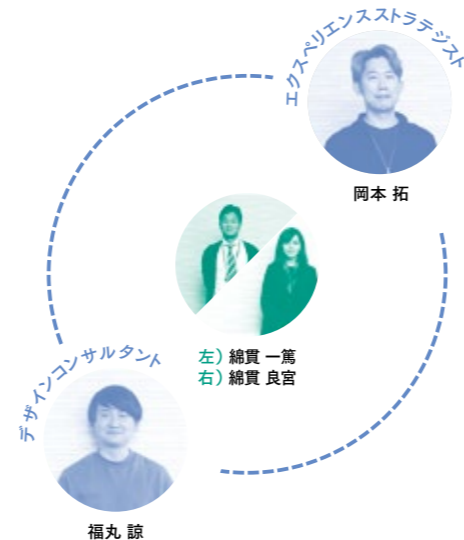 エクスペリエンスストラテジスト
岡本 拓
左）綿貫 一篤
右）綿貫 良宮
デザインコンサルタント
福丸 諒